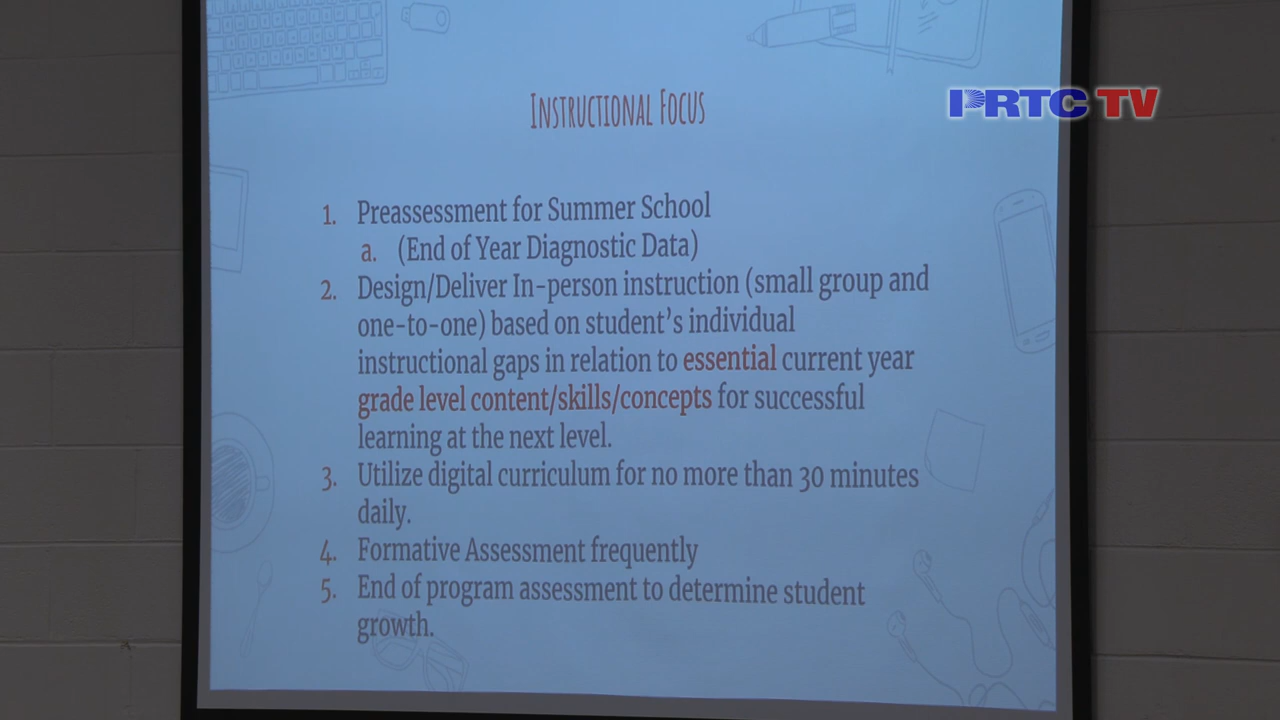 INSTRUCTIONAL FOCUS
PRTC TV
1. Preassessment for Summer School
a. (End of Year Diagnostic Data)
2. Design/Deliver In-person instruction (small group and
one-to-one) based on student's individual
instructional gaps in relation to essential current year
grade level content/skills/concepts for successful
learning at the next level.
3. Utilize digital curriculum for no more than 30 minutes
daily.
4. Formative Assessment frequently
5. End of program assessment to determine student
growth.